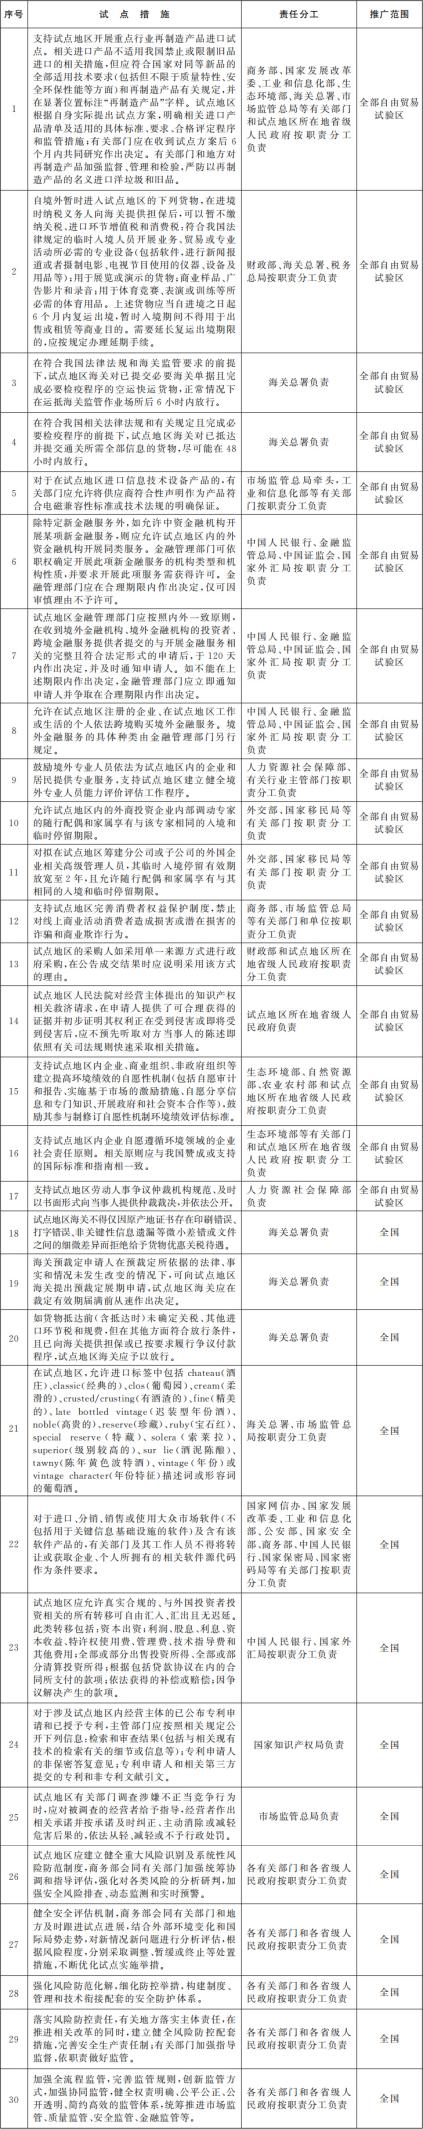 序号 试点措施 责任分工 推广范围
1
支持试点地区开展重点行业再制造产品进口试
点。相关进口产品不适用我国禁止或限制旧品
进口的相关措施,但应符合国家对同等新品的
全部适用技术要求(包括但不限于质量特性、安
全环保性能等方面)和再制造产品有关规定,并
在显著位置标注“再制造产品”字样。试点地区
根据自身实际提出试点方案,明确相关进口产
品清单及适用的具体标准、要求、合格评定程序
和监管措施;有关部门应在收到试点方案后6
个月内共同研究作出决定。有关部门和地方对
再制造产品加强监督、管理和检验,严防以再制
造产品的名义进口洋垃圾和旧品。
商务部、国家发展改革
委、工业和信息化部、生
态环境部、海关总署、市
场监管总局等有关部门
和试点地区所在地省级
人民政府按职责分工
负责
全部自由贸易
试验区
2
自境外暂时进入试点地区的下列货物,在进境
时纳税义务人向海关提供担保后,可以暂不缴
纳关税、进口环节增值税和消费税:符合我国法
律规定的临时入境人员开展业务、贸易或专业
活动所必需的专业设备(包括软件,进行新闻报
道或者摄制电影、电视节目使用的仪器、设备及
用品等);用于展览或演示的货物;商业样品、广
告影片和录音;用于体育竞赛、表演或训练等所
必需的体育用品。上述货物应当自进境之日起
6个月内复运出境,暂时入境期间不得用于出
售或租赁等商业目的。需要延长复运出境期限
的,应按规定办理延期手续。
财政部、海关总署、税务
总局按职责分工负责
全部自由贸易
试验区
3
在符合我国法律法规和海关监管要求的前提
下,试点地区海关对已提交必要海关单据且完
成必要检疫程序的空运快运货物,正常情况下
在运抵海关监管作业场所后6小时内放行。
海关总署负责
全部自由贸易
试验区
4
在符合我国相关法律法规和有关规定且完成必
要检疫程序的前提下,试点地区海关对已抵达
并提交通关所需全部信息的货物,尽可能在48
小时内放行。
海关总署负责
全部自由贸易
试验区
5
对于在试点地区进口信息技术设备产品的,有
关部门应允许将供应商符合性声明作为产品符
合电磁兼容性标准或技术法规的明确保证。
市场监管总局牵头,工
业和信息化部等有关部
门按职责分工负责
全部自由贸易
试验区
6
除特定新金融服务外,如允许中资金融机构开
展某项新金融服务,则应允许试点地区内的外
资金融机构开展同类服务。金融管理部门可依
职权确定开展此项新金融服务的机构类型和机
构性质,并要求开展此项服务需获得许可。金
融管理部门应在合理期限内作出决定,仅可因
审慎理由不予许可。
中国人民银行、金融监
管总局、中国证监会、国
家外汇局按职责分工
负责
全部自由贸易
试验区
7
试点地区金融管理部门应按照内外一致原则,
在收到境外金融机构、境外金融机构的投资者、
跨境金融服务提供者提交的与开展金融服务相
关的完整且符合法定形式的申请后,于120天
内作出决定,并及时通知申请人。如不能在上
述期限内作出决定,金融管理部门应立即通知
申请人并争取在合理期限内作出决定。
中国人民银行、金融监
管总局、中国证监会、国
家外汇局按职责分工
负责
全部自由贸易
试验区
8
允许在试点地区注册的企业、在试点地区工作
或生活的个人依法跨境购买境外金融服务。境
外金融服务的具体种类由金融管理部门另行
规定。
中国人民银行、金融监
管总局、中国证监会、国
家外汇局按职责分工
负责
全部自由贸易
试验区
9
鼓励境外专业人员依法为试点地区内的企业和
居民提供专业服务,支持试点地区建立健全境
外专业人员能力评价评估工作程序。
人力资源社会保障部、
有关行业主管部门按职
责分工负责
全部自由贸易
试验区
10
允许试点地区内的外商投资企业内部调动专家
的随行配偶和家属享有与该专家相同的入境和
临时停留期限。
外交部、国家移民局等
有关部门按职责分工
负责
全部自由贸易
试验区
11
对拟在试点地区筹建分公司或子公司的外国企
业相关高级管理人员,其临时入境停留有效期
放宽至2年,且允许随行配偶和家属享有与其
相同的入境和临时停留期限。
外交部、国家移民局等
有关部门按职责分工
负责
全部自由贸易
试验区
12
支持试点地区完善消费者权益保护制度,禁止
对线上商业活动消费者造成损害或潜在损害的
诈骗和商业欺诈行为。
商务部、市场监管总局
等有关部门和单位按职
责分工负责
全部自由贸易
试验区
13
试点地区的采购人如采用单一来源方式进行政
府采购,在公告成交结果时应说明采用该方式
的理由。
财政部和试点地区所在
地省级人民政府按职责
分工负责
全部自由贸易
试验区
14
试点地区人民法院对经营主体提出的知识产权
相关救济请求,在申请人提供了可合理获得的
证据并初步证明其权利正在受到侵害或即将受
到侵害后,应不预先听取对方当事人的陈述即
依照有关司法规则快速采取相关措施。
试点地区所在地省级人
民政府负责
全部自由贸易
试验区
15
支持试点地区内企业、商业组织、非政府组织等
建立提高环境绩效的自愿性机制(包括自愿审计
和报告、实施基于市场的激励措施、自愿分享信
息和专门知识、开展政府和社会资本合作等),鼓
励其参与制修订自愿性机制环境绩效评估标准。
生态环境部、自然资源
部、农业农村部和试点
地区所在地省级人民政
府按职责分工负责
全部自由贸易
试验区
16
支持试点地区内企业自愿遵循环境领域的企业
社会责任原则。相关原则应与我国赞成或支持
的国际标准和指南相一致。
生态环境部等有关部门
和试点地区所在地省级
人民政府按职责分工
负责
全部自由贸易
试验区
17
支持试点地区劳动人事争议仲裁机构规范、及时
以书面形式向当事人提供仲裁裁决,并依法公开。
人力资源社会保障部
负责
全部自由贸易
试验区
18
试点地区海关不得仅因原产地证书存在印刷错误、
打字错误、非关键性信息遗漏等微小差错或文件
之间的细微差异而拒绝给予货物优惠关税待遇。
海关总署负责
全国
19
海关预裁定申请人在预裁定所依据的法律、事
实和情况未发生改变的情况下,可向试点地区
海关提出预裁定展期申请,试点地区海关应在
裁定有效期届满前从速作出决定。
海关总署负责
全国
20
如货物抵达前(含抵达时)未确定关税、其他进
口环节税和规费,但在其他方面符合放行条件,
且已向海关提供担保或已按要求履行争议付款
程序,试点地区海关应予以放行。
海关总署负责
全国
21
在试点地区,允许进口标签中包括chateau(酒
庄)、classic(经典的)、clos(葡萄园)、cream(柔
滑的)、crusted/crusting(有酒渣的)、fine(精美
的)、late bottled vintage(迟装型年份酒)、
noble(高贵的)、reserve(珍藏)、ruby(宝石红)、
special reserve(特藏)、solera(索莱拉)、
superior(级别较高的)、sur lie(酒泥陈酿)、
tawny(陈年黄色波特酒)、vintage(年份)或
vintage character(年份特征)描述词或形容词
的葡萄酒。
海关总署、市场监管总
局按职责分工负责
全国
22
对于进口、分销、销售或使用大众市场软件(不
包括用于关键信息基础设施的软件)及含有该
软件产品的,有关部门及其工作人员不得将转
让或获取企业、个人所拥有的相关软件源代码
作为条件要求。
国家网信办、国家发展
改革委、工业和信息化
部、公安部、国家安全
部、商务部、中国人民银
行、国家保密局、国家密
码局等有关部门按职责
分工负责
全国
23
试点地区应允许真实合规的、与外国投资者投
资相关的所有转移可自由汇入、汇出且无迟延。
此类转移包括:资本出资;利润、股息、利息、资
本收益、特许权使用费、管理费、技术指导费和
其他费用;全部或部分出售投资所得、全部或部
分清算投资所得;根据包括贷款协议在内的合
同所支付的款项;依法获得的补偿或赔偿;因争
议解决产生的款项。
中国人民银行、国家外
汇局按职责分工负责
全国
24
对于涉及试点地区内经营主体的已公布专利申
请和已授予专利,主管部门应按照相关规定公
开下列信息:检索和审查结果(包括与相关现有
技术的检索有关的细节或信息等);专利申请人
的非保密答复意见;专利申请人和相关第三方
提交的专利和非专利文献引文。
国家知识产权局负责
全国
25
试点地区有关部门调查涉嫌不正当竞争行为
时,应对被调查的经营者给予指导,经营者作出
相关承诺并按承诺及时纠正、主动消除或减轻
危害后果的,依法从轻、减轻或不予行政处罚。
市场监管总局负责
全国
26
试点地区应建立健全重大风险识别及系统性风
险防范制度,商务部会同有关部门加强统筹协
调和指导评估,强化对各类风险的分析研判,加
强安全风险排查、动态监测和实时预警。
各有关部门和各省级人
民政府按职责分工负责
全国
27
健全安全评估机制,商务部会同有关部门和地
方及时跟进试点进展,结合外部环境变化和国
际局势走势,对新情况新问题进行分析评估,根
据风险程度,分别采取调整、暂缓或终止等处置
措施,不断优化试点实施举措。
各有关部门和各省级人
民政府按职责分工负责
全国
28
强化风险防范化解,细化防控举措,构建制度、
管理和技术衔接配套的安全防护体系。
各有关部门和各省级人
民政府按职责分工负责
全国
29
落实风险防控责任,有关地方落实主体责任,在
推进相关改革的同时,建立健全风险防控配套
措施,完善安全生产责任制;有关部门加强指导
监督,依职责做好监管。
各有关部门和各省级人
民政府按职责分工负责
全国
30
加强全流程监管,完善监管规则,创新监管方
式,加强协同监管,健全权责明确、公平公正、公
开透明、简约高效的监管体系,统筹推进市场监
管、质量监管、安全监管、金融监管等。
各有关部门和各省级人
民政府按职责分工负责
全国